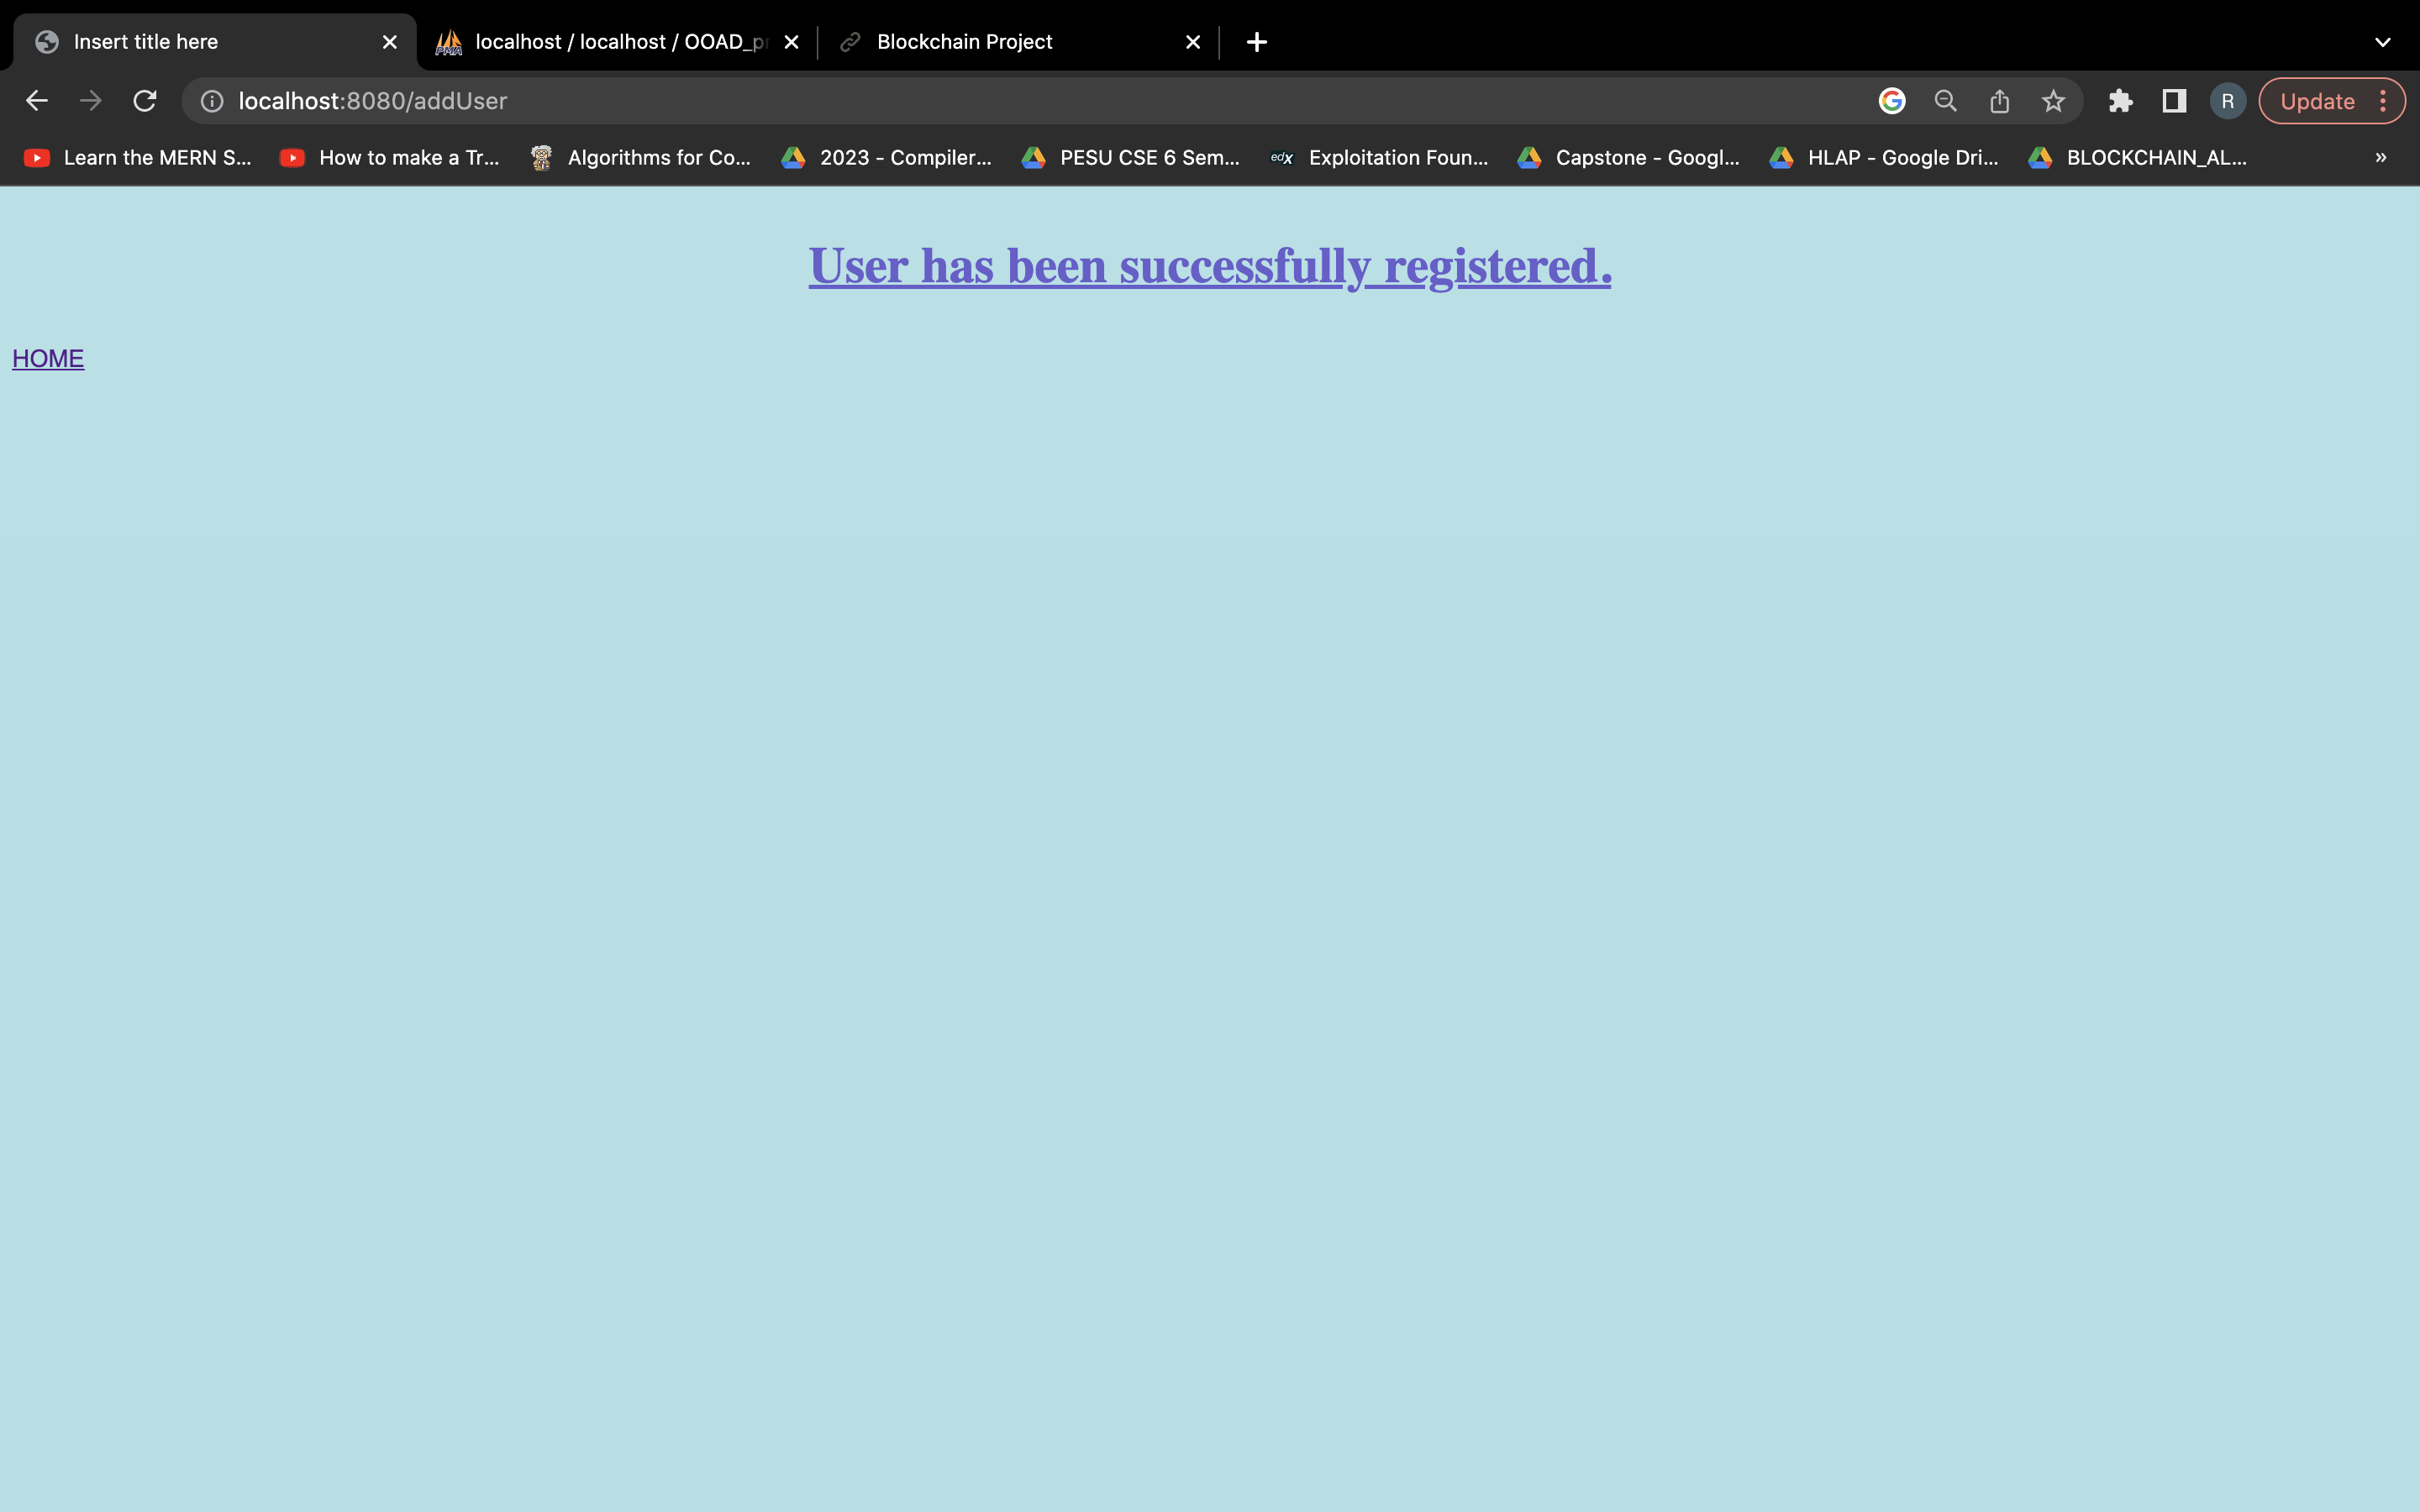 Insert title here
localhost / localhost / OOAD_pr
Blockchain Project
localhost:8080/addUser
R
Update
Learn the MERN S...
How to make a Tr...
Algorithms for Co...
2023 - Compiler...
PESU CSE 6 Sem...
edX
Exploitation Foun...
Capstone - Googl...
HLAP - Google Dri...
BLOCKCHAIN_AL...
User has been successfully registered.
HOME